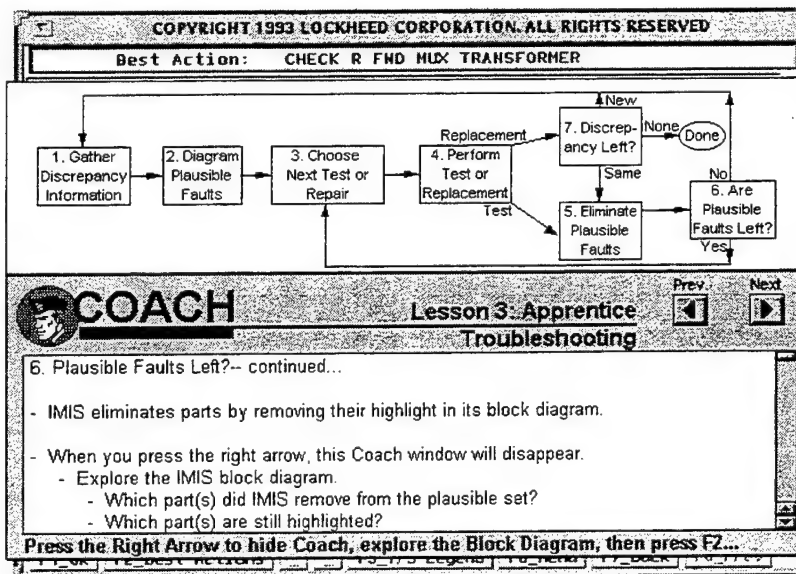 COPYRIGHT 1993 LOCKHEED CORPORATION. ALL RIGHTS RESERVED
Best Action: CHECK R FWD MUX TRANSFORMER
New
Replacement
7. Discrep-
ancy Left?
None
Done
1. Gather
Discrepancy
Information
2. Diagram
Plausible
Faults
3. Choose
Next Test or
Repair
4. Perform
Test or
Replacement
Test
Same
5. Eliminate
Plausible
Faults
No
6. Are
Plausible
Faults Left?
Yes
COACH
Lesson 3: Apprentice
Troubleshooting
Prev.
Next
6. Plausible Faults Left?-- continued...
- IMIS eliminates parts by removing their highlight in its block diagram.
- When you press the right arrow, this Coach window will disappear.
- Explore the IMIS block diagram.
- Which part(s) did IMIS remove from the plausible set?
- Which part(s) are still highlighted?
Press the Right Arrow to hide Coach, explore the Block Diagram, then press F2...